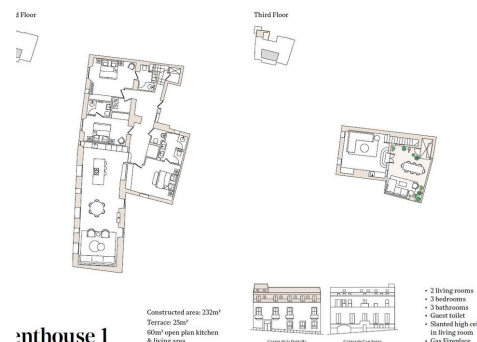 d Floor
Third Floor
enthouse 1
Constructed area: 232m²
Terrace: 25m²
60m² open plan kitchen
& living area
• 2 living rooms
• 3 bedrooms
• 3 bathrooms
• Guest toilet
• Slanted high cei
in living room
• Gas Fireplace